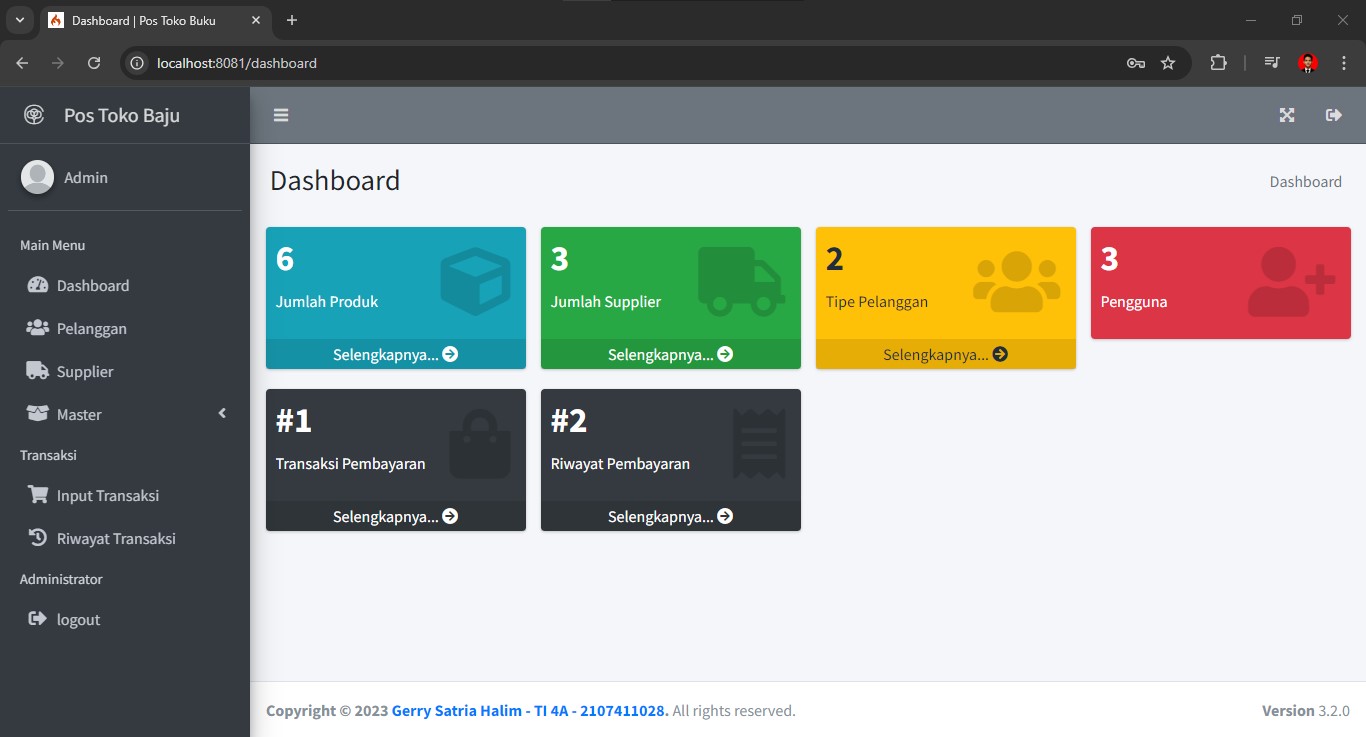 Dashboard | Pos Toko Buku
localhost:8081/dashboard
Pos Toko Baju
Admin
Main Menu
Dashboard
Pelanggan
Supplier
Master
Transaksi
Input Transaksi
Riwayat Transaksi
Administrator
logout
Dashboard
Dashboard
6
Jumlah Produk
Selengkapnya...
3
Jumlah Supplier
Selengkapnya...
2
Tipe Pelanggan
Selengkapnya...
3
Pengguna
#1
Transaksi Pembayaran
Selengkapnya...
#2
Riwayat Pembayaran
Selengkapnya...
Copyright © 2023 Gerry Satria Halim - TI 4A - 2107411028. All rights reserved.
Version 3.2.0